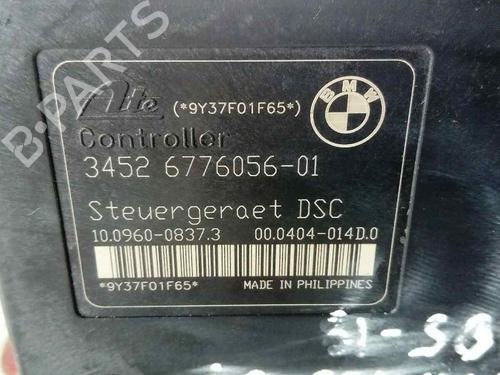 Ate (*9Y37F01F65*) BMW
Controller
3452 6776056-01
Steuergeraet DSC
10.0960-0837.3 00.0404-014D.0
*9Y37F01F65* MADE IN PHILIPPINES
B-PARTS